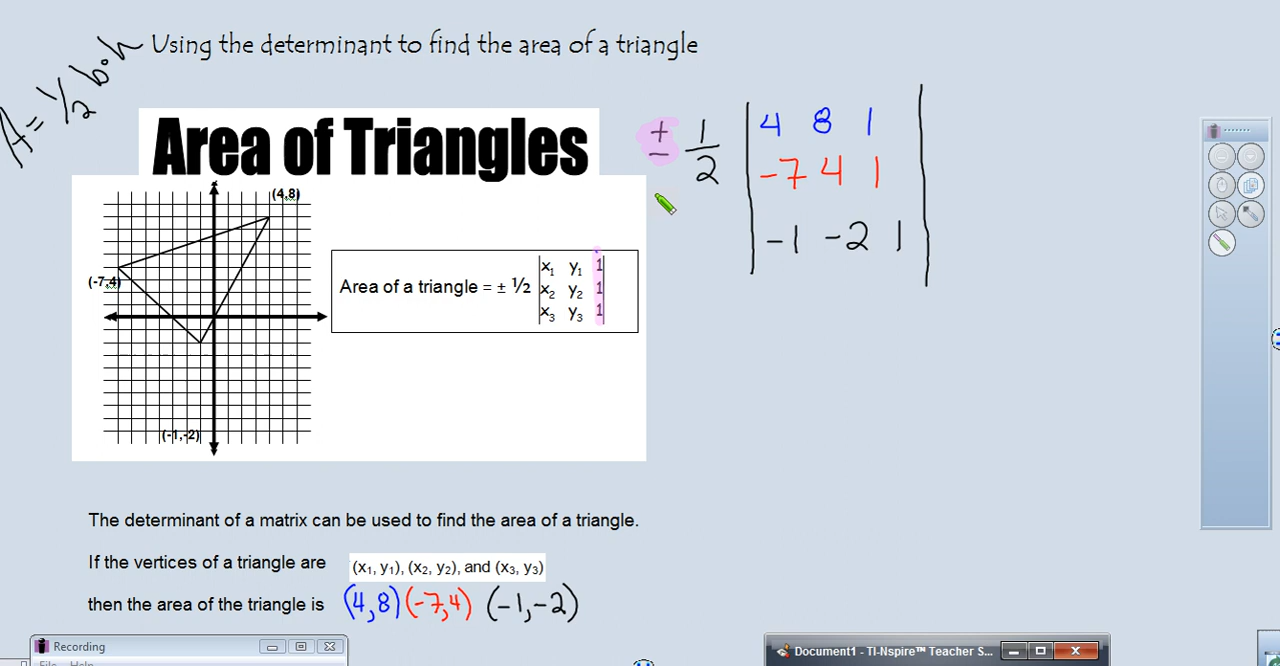 A = 1/2 b·h
Using the determinant to find the area of a triangle
Area of Triangles
(4,8)
(-7,4)
(-1,-2)
Area of a triangle = ± ½ |x₁ y₁ 1|
|x₂ y₂ 1|
|x₃ y₃ 1|
± 1/2 |4 8 1|
|-7 4 1|
|-1 -2 1|
The determinant of a matrix can be used to find the area of a triangle.
If the vertices of a triangle are (x₁, y₁), (x₂, y₂), and (x₃, y₃)
then the area of the triangle is (4,8) (-7,4) (-1,-2)
Recording
File Help
Document1 - TI-Nspire™ Teacher S...